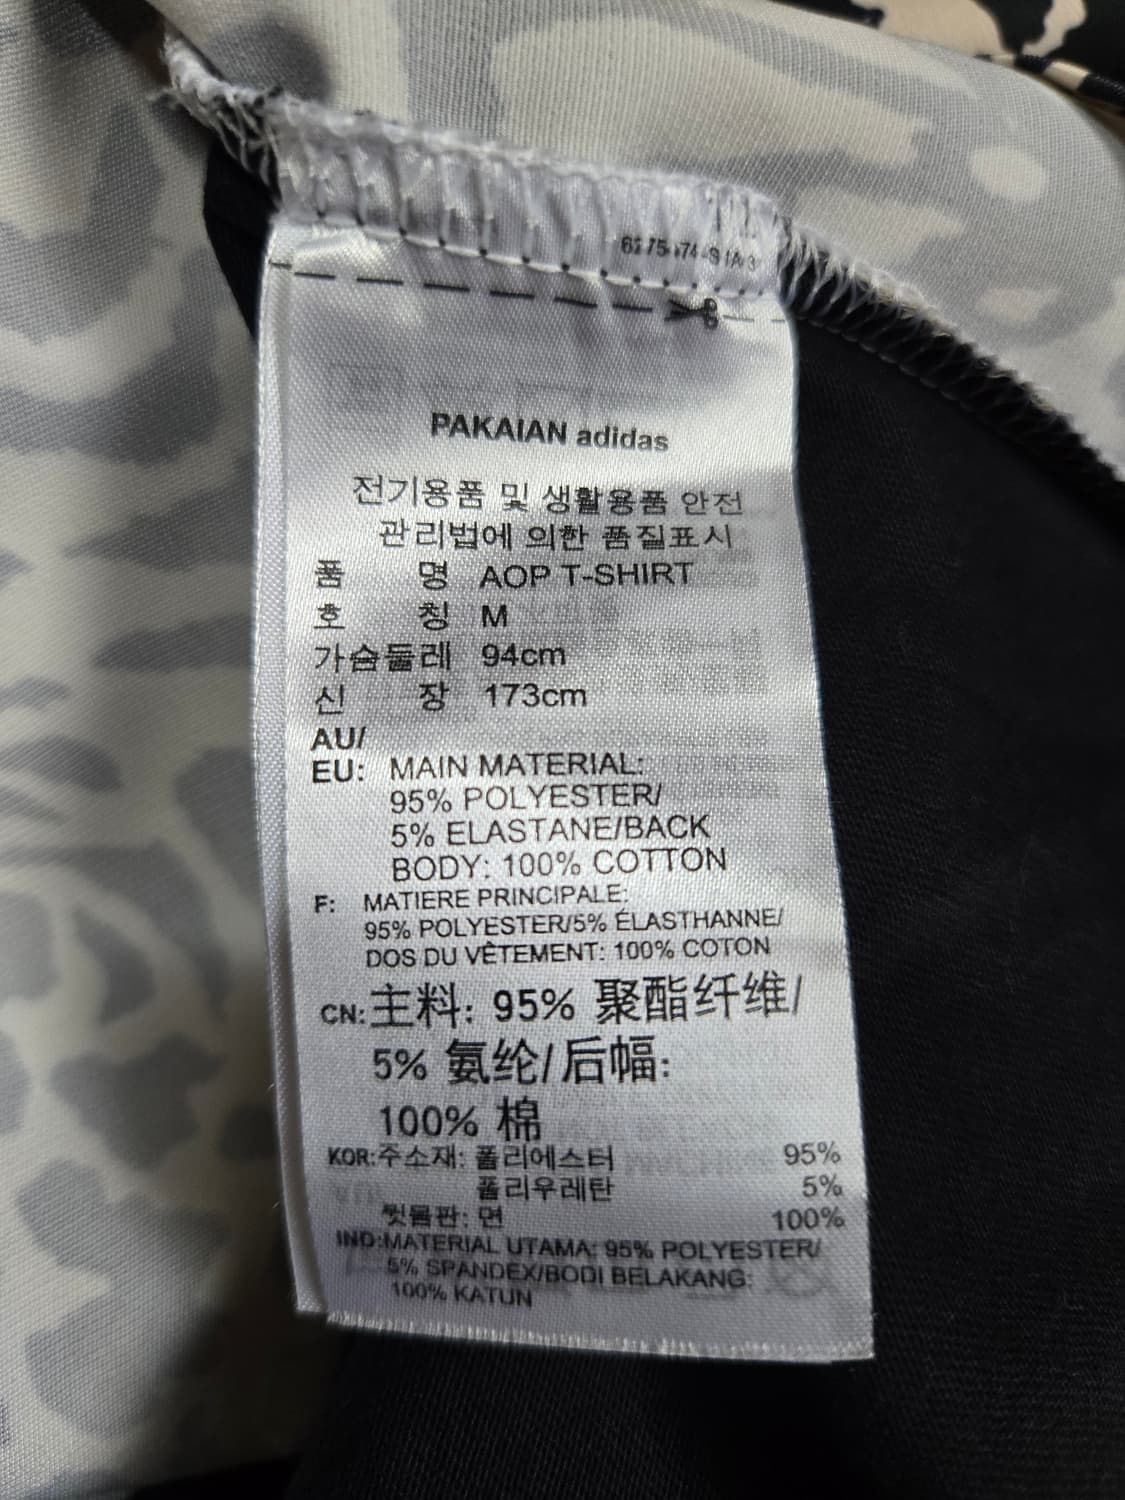 PAKAIAN adidas
전기용품 및 생활용품 안전
관리법에 의한 품질표시
품 명 AOP T-SHIRT
호 칭 M
가슴둘레 94cm
신 장 173cm
AU/
EU: MAIN MATERIAL:
95% POLYESTER/
5% ELASTANE/BACK
BODY: 100% COTTON
F: MATIERE PRINCIPALE:
95% POLYESTER/5% ÉLASTHANNE/
DOS DU VÊTEMENT: 100% COTON
CN: 主料: 95% 聚酯纤维/
5% 氨纶/后幅:
100% 棉
KOR:주소재: 폴리에스터 95%
폴리우레탄 5%
뒷몸판: 면 100%
IND:MATERIAL UTAMA: 95% POLYESTER/
5% SPANDEX/BODI BELAKANG:
100% KATUN